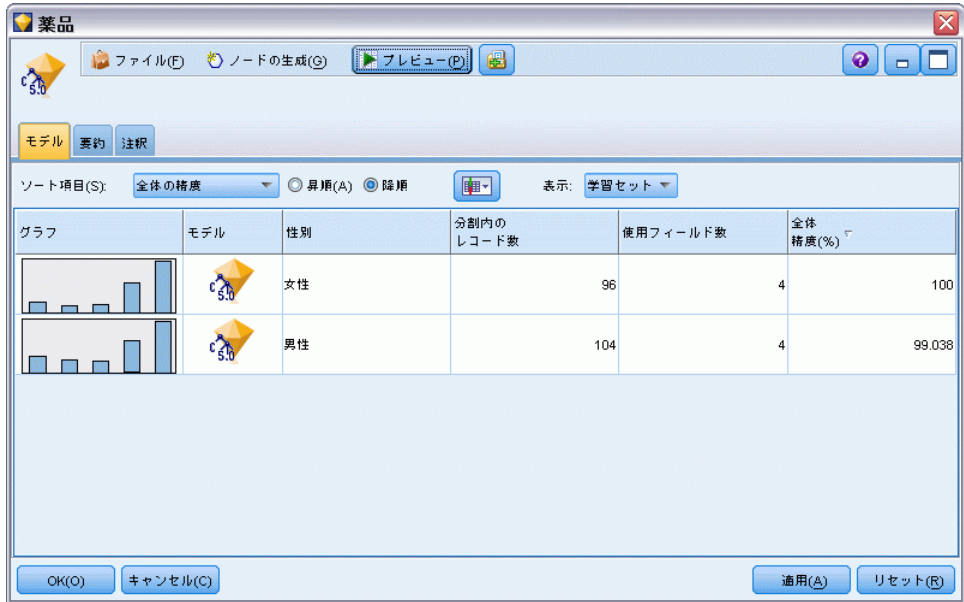 薬品
ファイル(F) ノードの生成(G) プレビュー(P)
C 5.0
モデル 要約 注釈
ソート項目(S): 全体の精度 昇順(A) 降順 表示: 学習セット
グラフ モデル 性別 分割内の レコード数 使用フィールド数 全体 精度(%)
C 5.0 女性 96 4 100
C 5.0 男性 104 4 99.038
OK(O) キャンセル(C) 適用(A) リセット(R)